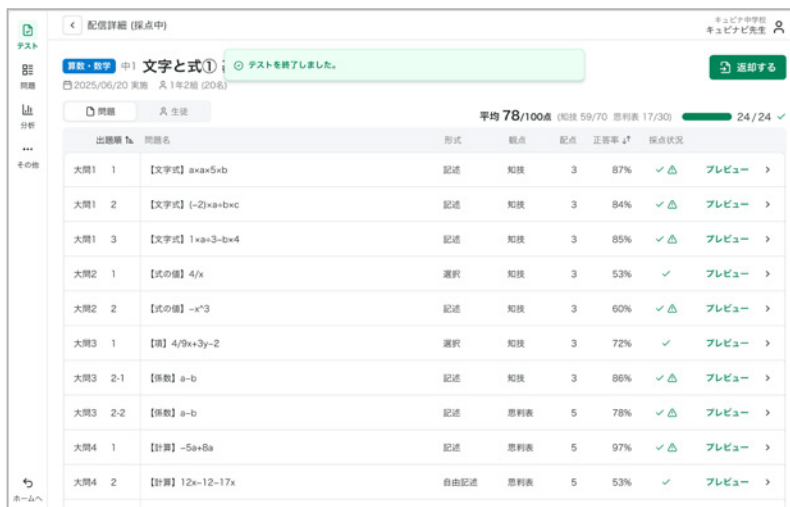 配信詳細 (採点中)
キュビナ中学校
キュビナビ先生
テスト
問題
分析
その他
ホームへ
算数・数学 中1 文字と式①
テストを終了しました。
返却する
2025/06/20 実施 1年2組 (20名)
問題 生徒
平均 78/100点 (知技 59/70 思判表 17/30) 24/24
出題順 問題名 形式 観点 配点 正答率 採点状況
大問1 1 【文字式】a×a×5×b 記述 知技 3 87% プレビュー
大問1 2 【文字式】(-2)×a÷b×c 記述 知技 3 84% プレビュー
大問1 3 【文字式】1×a÷3-b×4 記述 知技 3 85% プレビュー
大問2 1 【式の値】4/x 選択 知技 3 53% プレビュー
大問2 2 【式の値】-x^3 記述 知技 3 60% プレビュー
大問3 1 【項】4/9x+3y-2 選択 知技 3 72% プレビュー
大問3 2-1 【係数】a-b 記述 知技 3 86% プレビュー
大問3 2-2 【係数】a-b 記述 思判表 5 78% プレビュー
大問4 1 【計算】-5a+8a 記述 思判表 5 97% プレビュー
大問4 2 【計算】12x-12-17x 自由記述 思判表 5 53% プレビュー